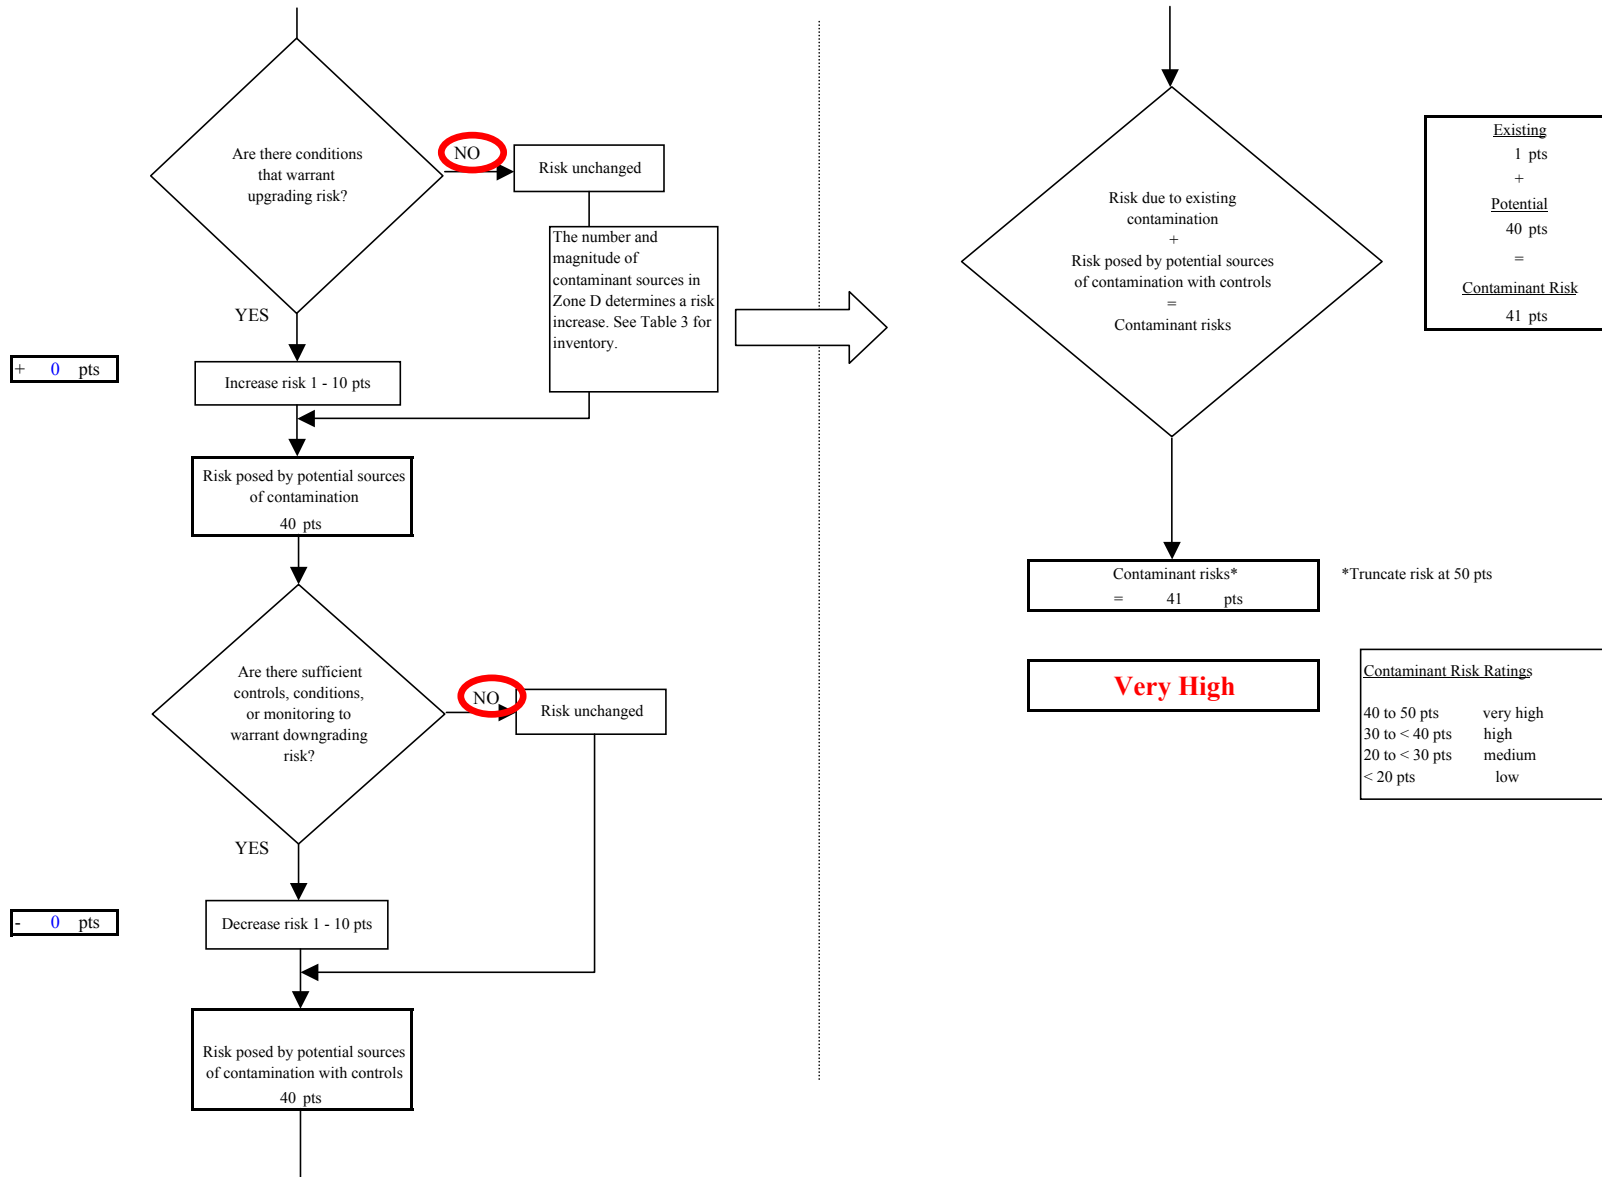 Are there conditions
that warrant
upgrading risk?
NO
Risk unchanged
The number and
magnitude of
contaminant sources in
Zone D determines a risk
increase. See Table 3 for
inventory.
YES
+ 0 pts
Increase risk 1 - 10 pts
Risk posed by potential sources
of contamination
40 pts
Are there sufficient
controls, conditions,
or monitoring to
warrant downgrading
risk?
NO
Risk unchanged
YES
- 0 pts
Decrease risk 1 - 10 pts
Risk posed by potential sources
of contamination with controls
40 pts
Risk due to existing
contamination
+
Risk posed by potential sources
of contamination with controls
=
Contaminant risks
Existing
1 pts
+
Potential
40 pts
=
Contaminant Risk
41 pts
Contaminant risks*
= 41 pts
*Truncate risk at 50 pts
Very High
Contaminant Risk Ratings
40 to 50 pts very high
30 to < 40 pts high
20 to < 30 pts medium
< 20 pts low